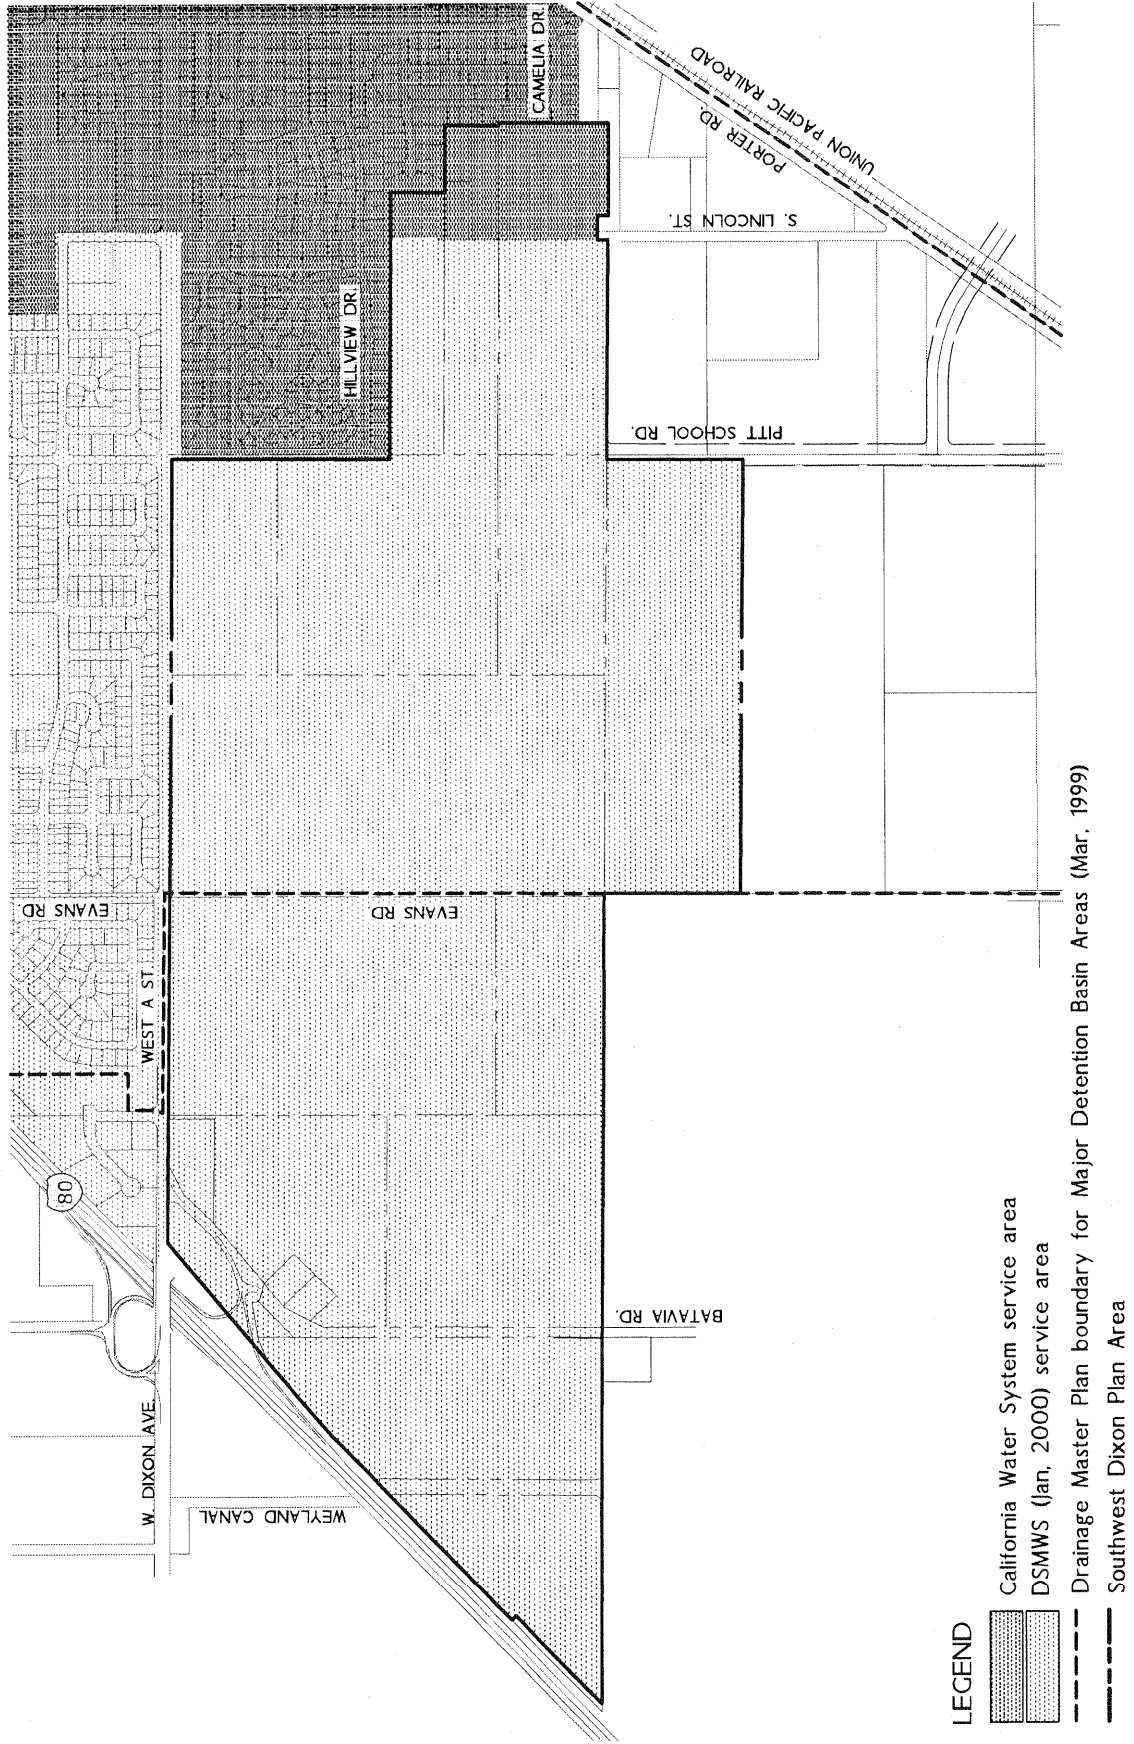 CAMELIA DR.
UNION PACIFIC RAILROAD
PORTER RD.
S. LINCOLN ST.
HILLVIEW DR.
PITT SCHOOL RD.
EVANS RD
EVANS RD
WEST A ST.
80
BATAVIA RD.
W. DIXON AVE.
WEYLAND CANAL
LEGEND
California Water System service area
DSMWS (Jan, 2000) service area
Drainage Master Plan boundary for Major Detention Basin Areas (Mar, 1999)
Southwest Dixon Plan Area